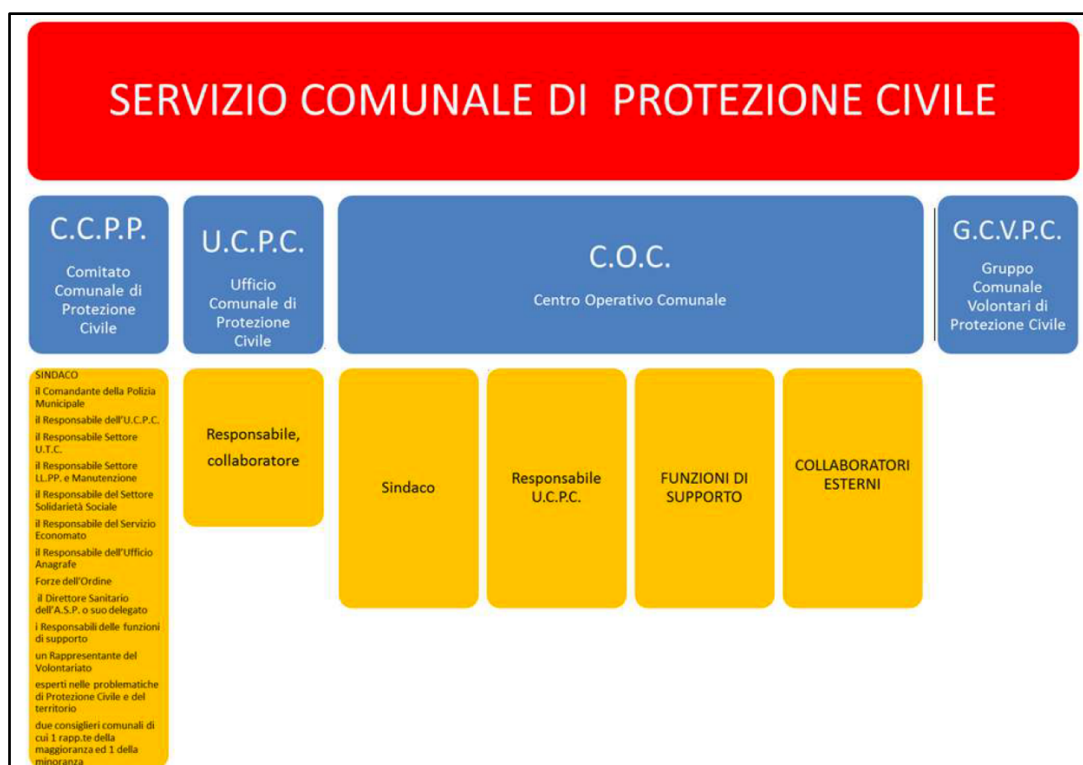 SERVIZIO COMUNALE DI PROTEZIONE CIVILE
C.C.P.P.
Comitato
Comunale di
Protezione
Civile
U.C.P.C.
Ufficio
Comunale di
Protezione
Civile
C.O.C.
Centro Operativo Comunale
G.C.V.P.C.
Gruppo
Comunale
Volontari di
Protezione Civile
SINDACO
il Comandante della Polizia
Municipale
il Responsabile dell'U.C.P.C.
il Responsabile Settore
U.T.C.
il Responsabile Settore
LL.PP. e Manutenzione
il Responsabile del Settore
Solidarietà Sociale
il Responsabile del Servizio
Economato
il Responsabile dell'Ufficio
Anagrafe
Forze dell'Ordine
il Direttore Sanitario
dell'A.S.P. o suo delegato
i Responsabili delle funzioni
di supporto
un Rappresentante del
Volontariato
esperti nelle problematiche
di Protezione Civile e del
territorio
due consiglieri comunali di
cui 1 rapp.te della
maggioranza ed 1 della
minoranza
Responsabile,
collaboratore
Sindaco
Responsabile
U.C.P.C.
FUNZIONI DI
SUPPORTO
COLLABORATORI
ESTERNI